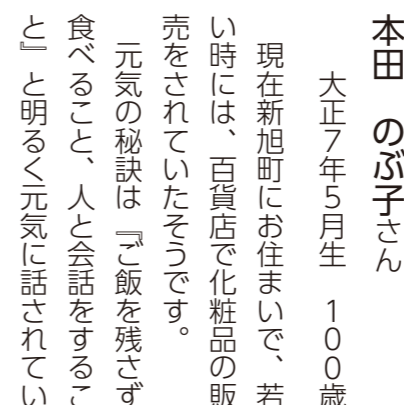 本田　のぶ子さん
大正7年5月生　100歳
現在新旭町にお住まいで、若
い時には、百貨店で化粧品の販
売をされていたそうです。
元気の秘訣は『ご飯を残さず
食べること、人と会話をするこ
と』と明るく元気に話されてい